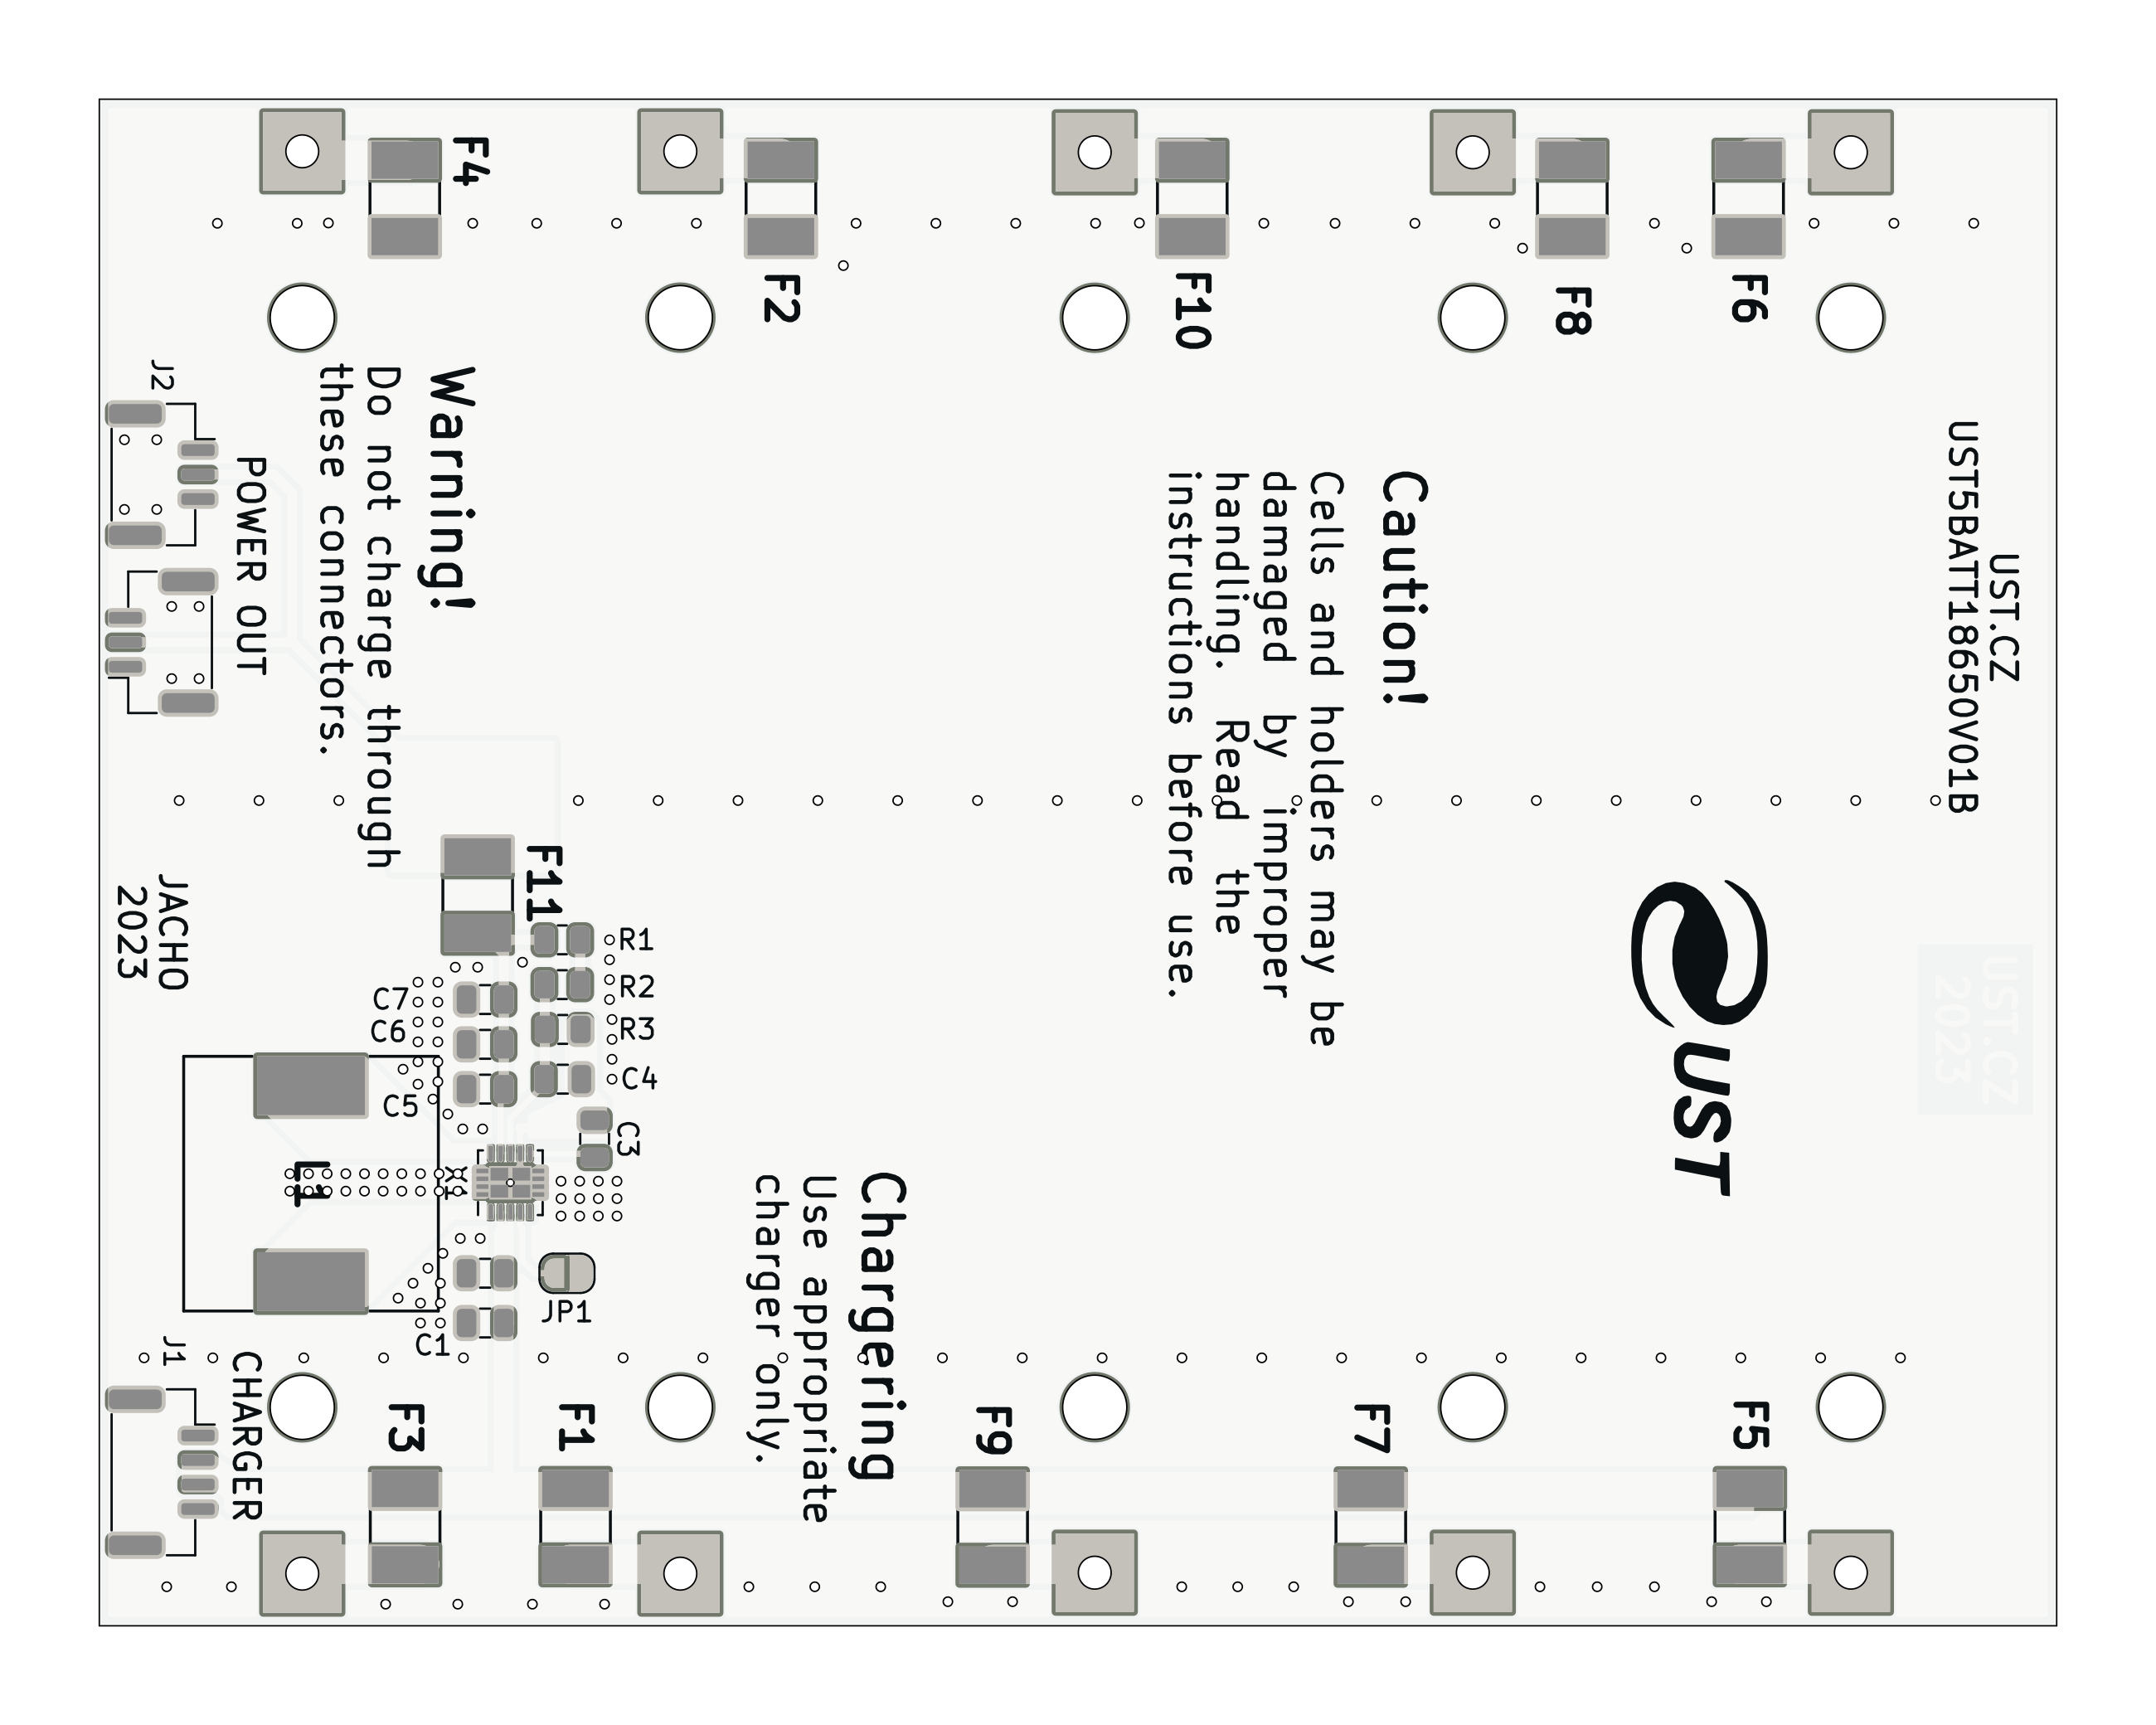 F4
F2
F10
F8
F6
J2
POWER OUT
Warning!
Do not charge through
these connectors.
Caution!
Cells and holders may be
damaged by improper
handling. Read the
instructions before use.
UST.CZ
UST5BATT18650V01B
UST
UST.CZ
2023
JACHO
2023
F11
R1
R2
R3
C4
C3
C7
C6
C5
L1
JP1
C1
Chargering
Use appropriate
charger only.
J1
CHARGER
F3
F1
F9
F7
F5